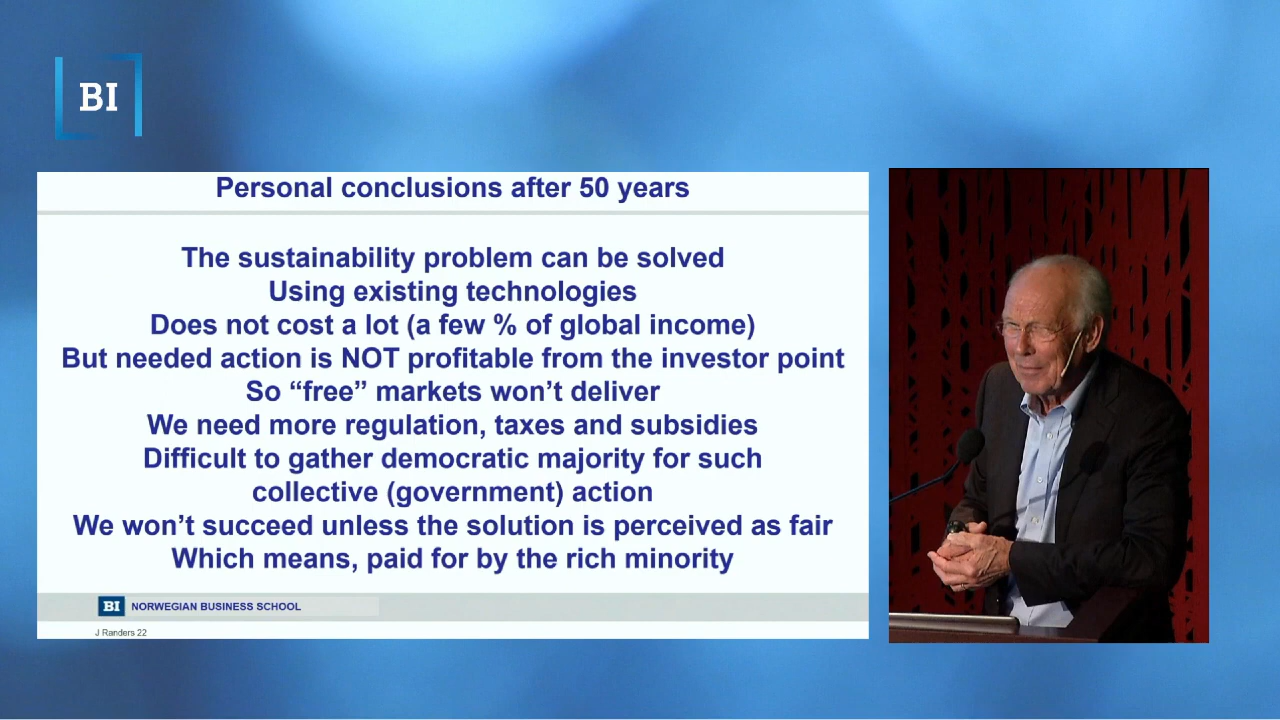 BI
Personal conclusions after 50 years
The sustainability problem can be solved
Using existing technologies
Does not cost a lot (a few % of global income)
But needed action is NOT profitable from the investor point
So “free” markets won’t deliver
We need more regulation, taxes and subsidies
Difficult to gather democratic majority for such
collective (government) action
We won’t succeed unless the solution is perceived as fair
Which means, paid for by the rich minority
BI NORWEGIAN BUSINESS SCHOOL
J Randers 22